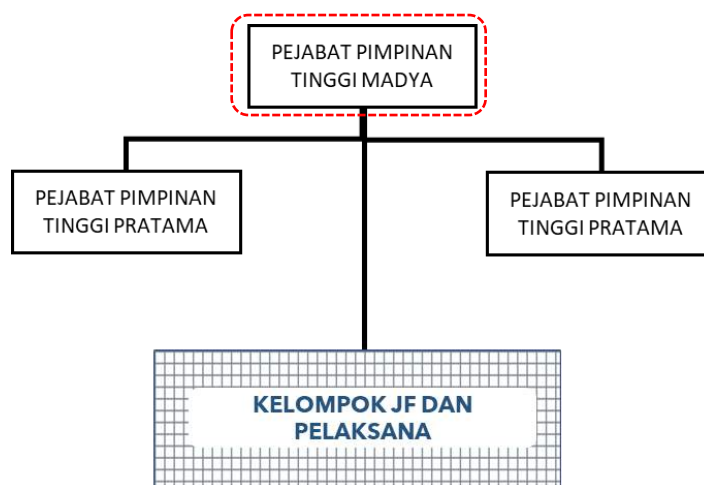 PEJABAT PIMPINAN
TINGGI MADYA
PEJABAT PIMPINAN
TINGGI PRATAMA
PEJABAT PIMPINAN
TINGGI PRATAMA
KELOMPOK JF DAN
PELAKSANA